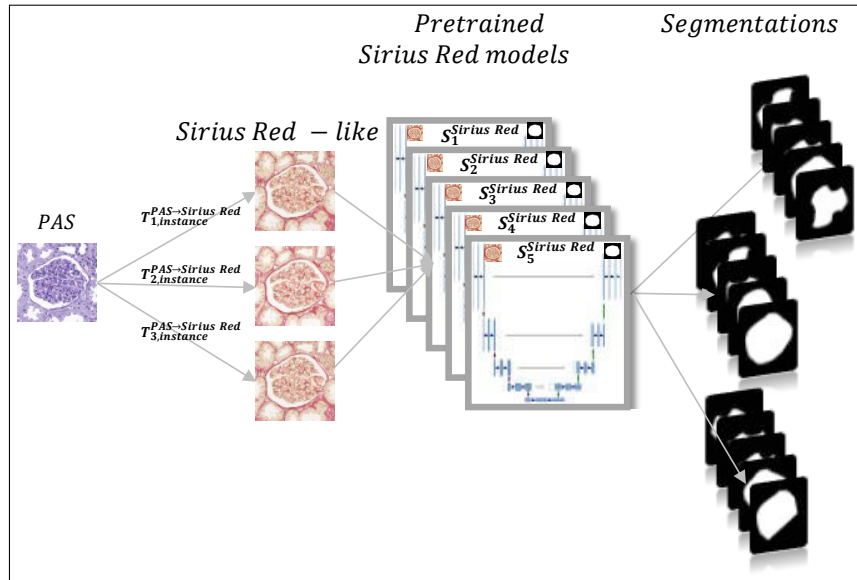 Pretrained
Sirius Red models
Segmentations
Sirius Red – like
PAS
T_{1,instance}^{PAS→Sirius Red}
T_{2,instance}^{PAS→Sirius Red}
T_{3,instance}^{PAS→Sirius Red}
S_1^{Sirius Red}
S_2^{Sirius Red}
S_3^{Sirius Red}
S_4^{Sirius Red}
S_5^{Sirius Red}